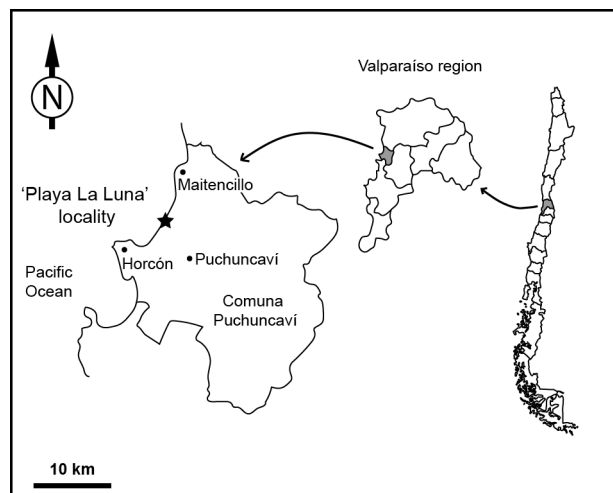 N
Valparaíso region
Maitencillo
‘Playa La Luna’
locality
Horcón
Puchuncaví
Pacific
Ocean
Comuna
Puchuncaví
10 km